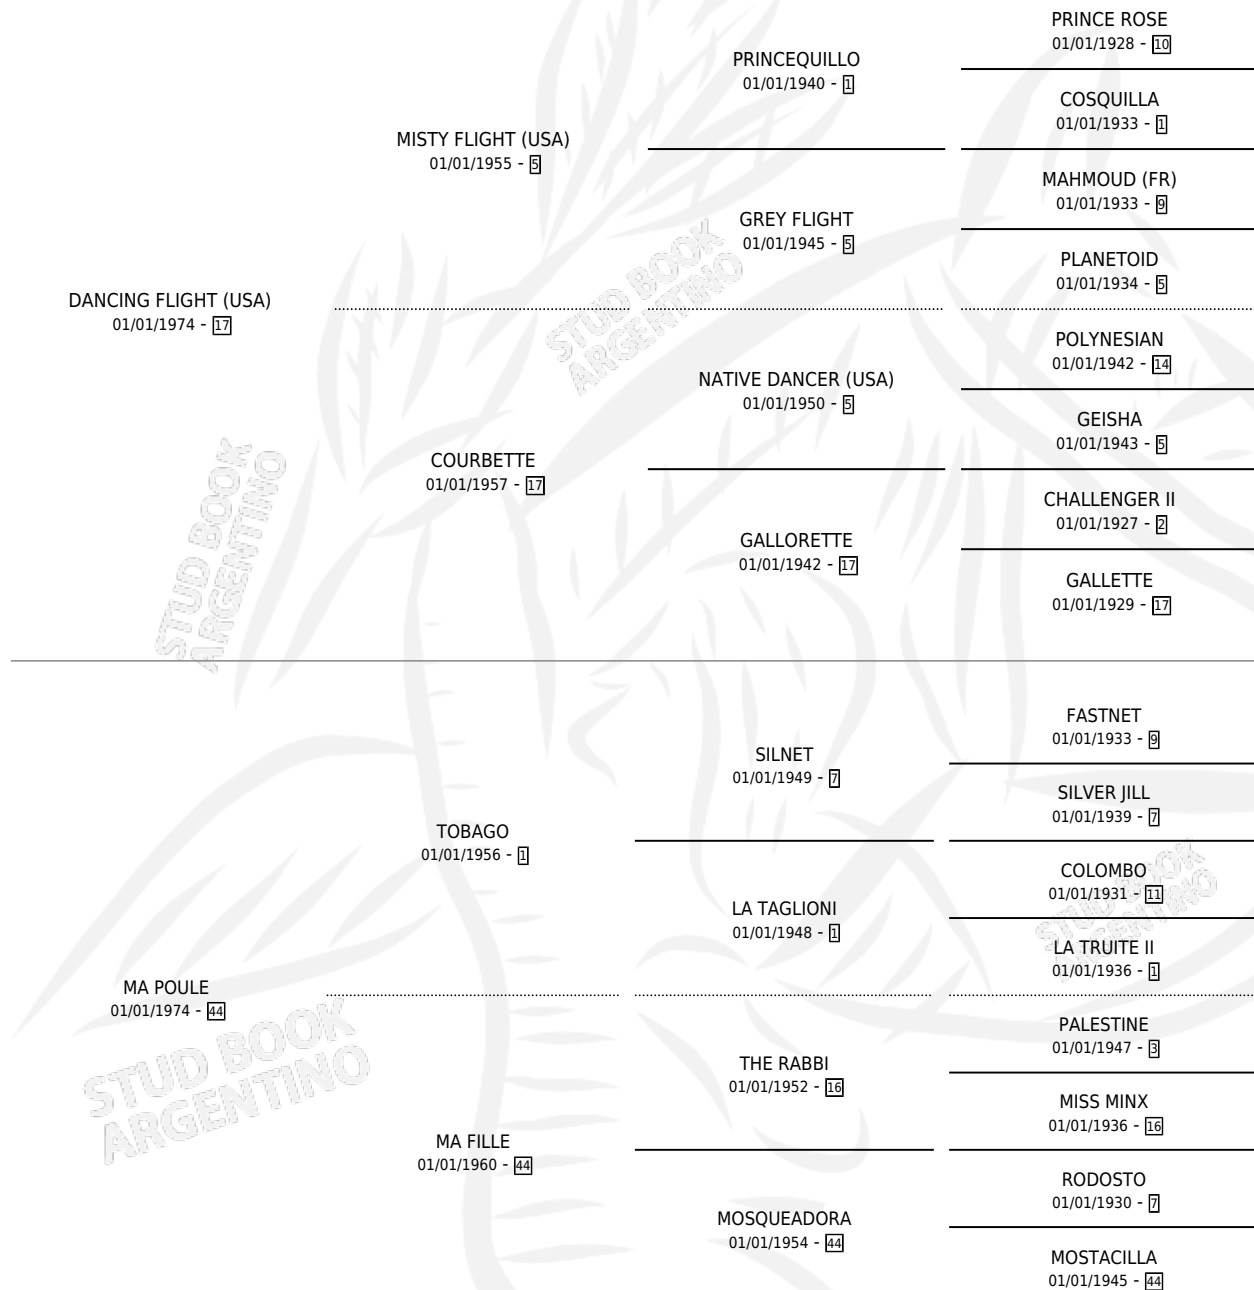 PRINCE ROSE
01/01/1928 - 10
PRINCEQUILLO
01/01/1940 - 1
COSQUILLA
01/01/1933 - 1
MISTY FLIGHT (USA)
01/01/1955 - 5
MAHMOUD (FR)
01/01/1933 - 9
GREY FLIGHT
01/01/1945 - 5
PLANETOID
01/01/1934 - 5
DANCING FLIGHT (USA)
01/01/1974 - 17
POLYNESIAN
01/01/1942 - 14
NATIVE DANCER (USA)
01/01/1950 - 5
GEISHA
01/01/1943 - 5
COURBETTE
01/01/1957 - 17
CHALLENGER II
01/01/1927 - 2
GALLORETTE
01/01/1942 - 17
GALLETTE
01/01/1929 - 17
FASTNET
01/01/1933 - 9
SILNET
01/01/1949 - 7
SILVER JILL
01/01/1939 - 7
TOBAGO
01/01/1956 - 1
COLOMBO
01/01/1931 - 11
LA TAGLIONI
01/01/1948 - 1
LA TRUITE II
01/01/1936 - 1
MA POULE
01/01/1974 - 44
PALESTINE
01/01/1947 - 3
THE RABBI
01/01/1952 - 16
MISS MINX
01/01/1936 - 16
MA FILLE
01/01/1960 - 44
RODOSTO
01/01/1930 - 7
MOSQUEADORA
01/01/1954 - 44
MOSTACILLA
01/01/1945 - 44
STUD BOOK
ARGENTINO
STUD BOOK
ARGENTINO
STUD BOOK
ARGENTINO
STUD BOOK
ARGENTINO